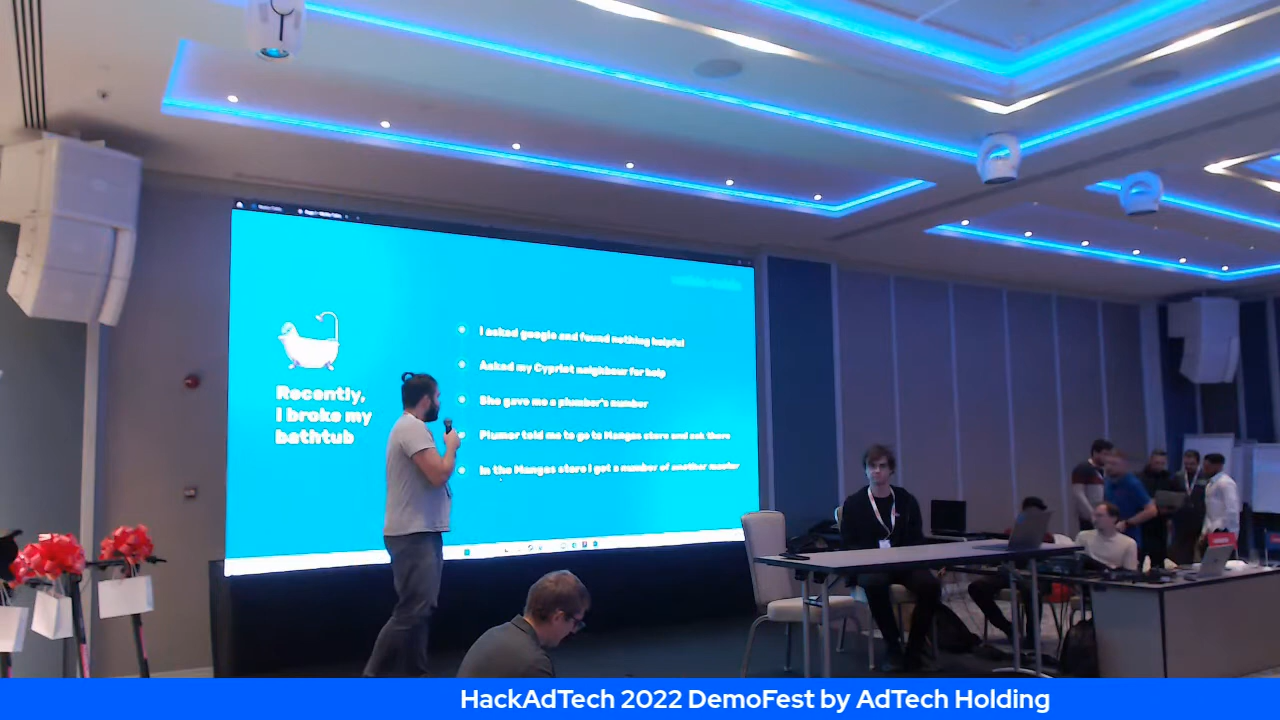 Recently,
I broke my
bathtub
I asked google and found nothing helpful
Asked my Cypriot neighbour for help
She gave me a plumber's number
Plumer told me to go to Mangas store and ask there
In the Mangas store I got a number of another master
HackAdTech 2022 DemoFest by AdTech Holding